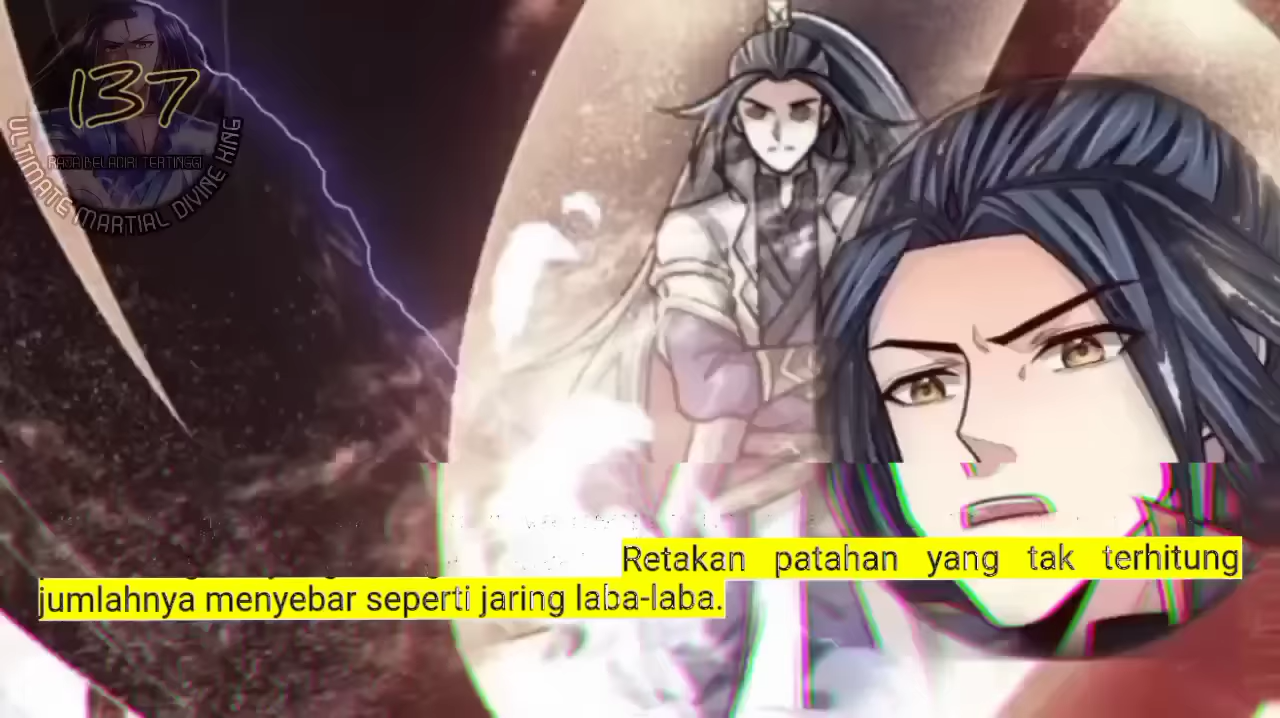 137
RAJA BELADIRI TERTINGGI
ULTIMATE MARTIAL DIVINE KING
Retakan patahan yang tak terhitung
jumlahnya menyebar seperti jaring laba-laba.